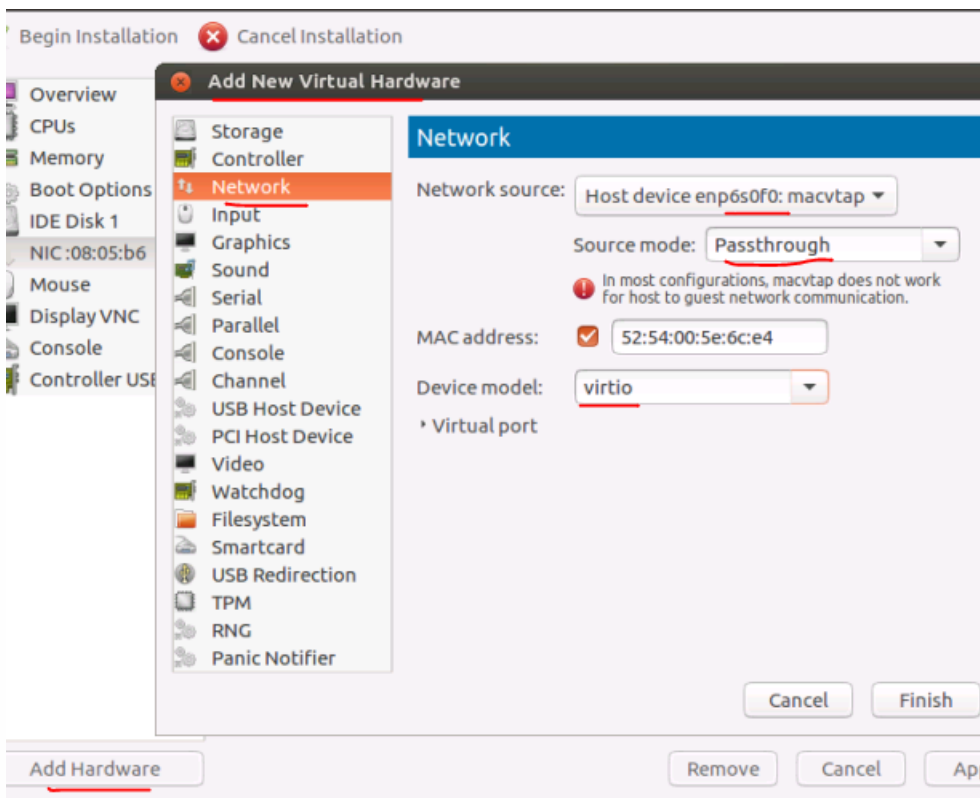 Begin Installation Cancel Installation
Add New Virtual Hardware
Overview
CPUs
Memory
Boot Options
IDE Disk 1
NIC :08:05:b6
Mouse
Display VNC
Console
Controller USB
Storage
Controller
Network
Input
Graphics
Sound
Serial
Parallel
Console
Channel
USB Host Device
PCI Host Device
Video
Watchdog
Filesystem
Smartcard
USB Redirection
TPM
RNG
Panic Notifier
Network
Network source: Host device enp6s0f0: macvtap
Source mode: Passthrough
In most configurations, macvtap does not work
for host to guest network communication.
MAC address: 52:54:00:5e:6c:e4
Device model: virtio
Virtual port
Cancel Finish
Add Hardware Remove Cancel